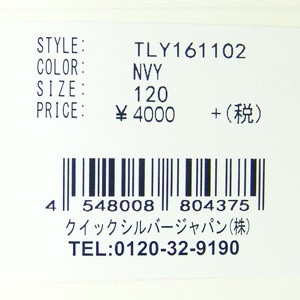 STYLE: TLY161102
COLOR: NVY
SIZE: 120
PRICE: ¥4000 +(税)
4 548008 804375
クイックシルバージャパン(株)
TEL:0120-32-9190